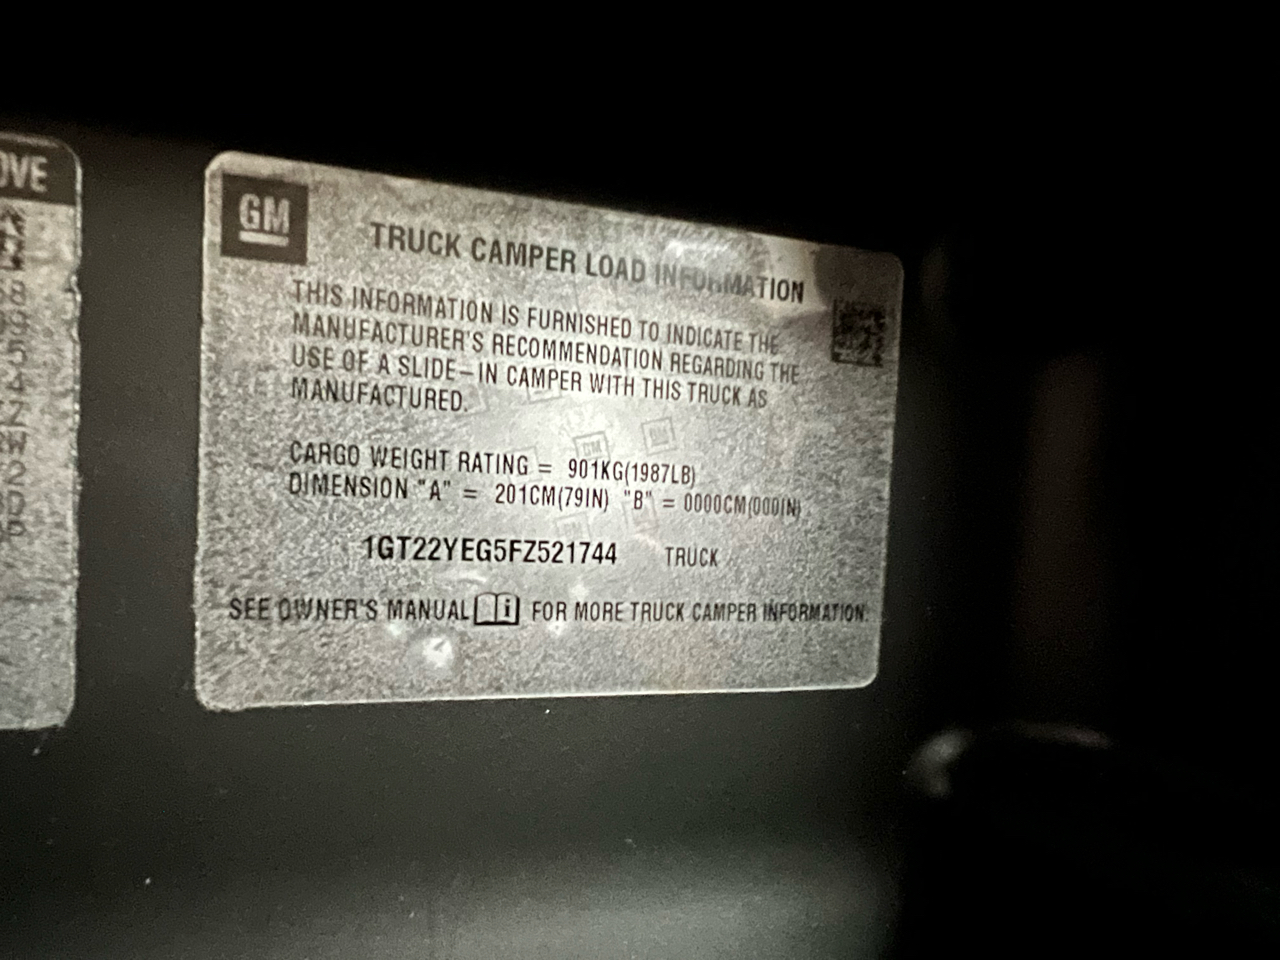 OVE
GM
TRUCK CAMPER LOAD INFORMATION
THIS INFORMATION IS FURNISHED TO INDICATE THE
MANUFACTURER'S RECOMMENDATION REGARDING THE
USE OF A SLIDE-IN CAMPER WITH THIS TRUCK AS
MANUFACTURED.
CARGO WEIGHT RATING = 901KG(1987LB)
DIMENSION "A" = 201CM(79IN) "B" = 0000CM(000IN)
1GT22YEG5FZ521744 TRUCK
SEE OWNER'S MANUAL FOR MORE TRUCK CAMPER INFORMATION.